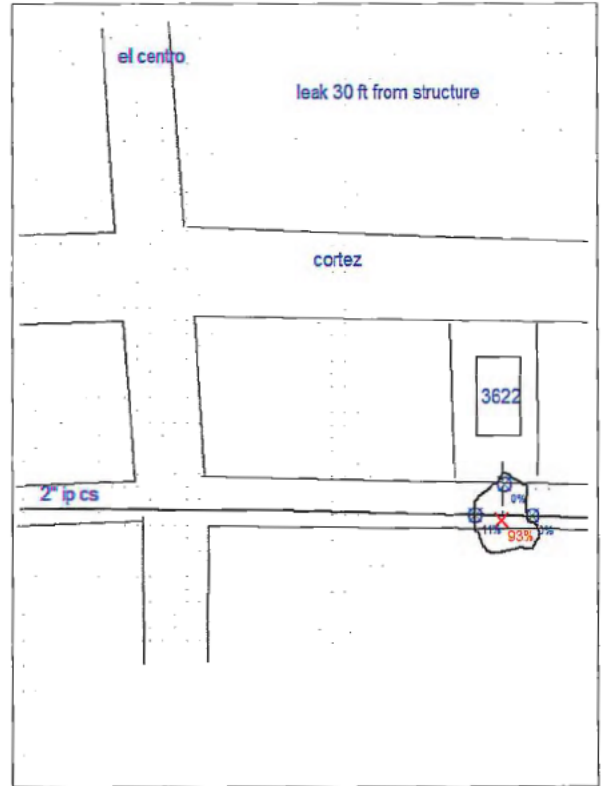 el centro
leak 30 ft from structure
cortez
3622
2" ip cs
0%
11%
93%
0%